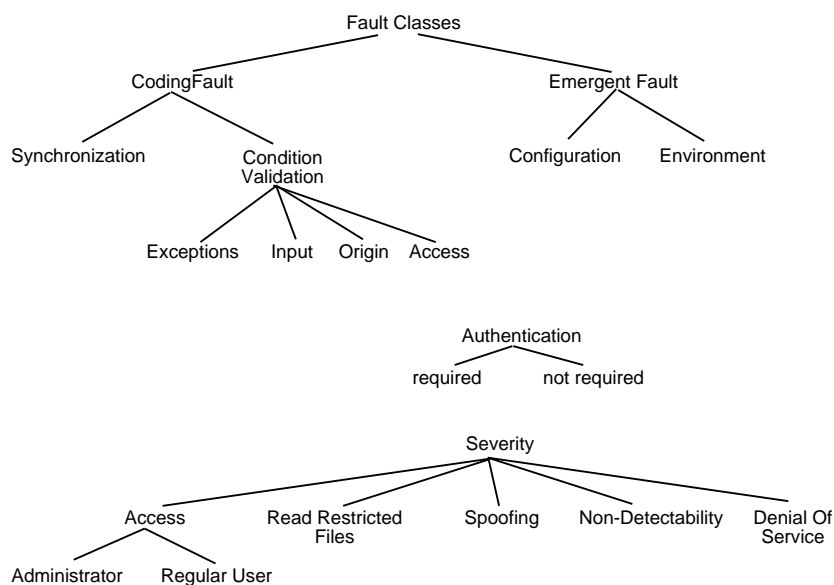 Fault Classes
CodingFault
Emergent Fault
Synchronization
Condition
Validation
Configuration
Environment
Exceptions
Input
Origin
Access
Authentication
required
not required
Severity
Access
Read Restricted
Files
Spoofing
Non-Detectability
Denial Of
Service
Administrator
Regular User